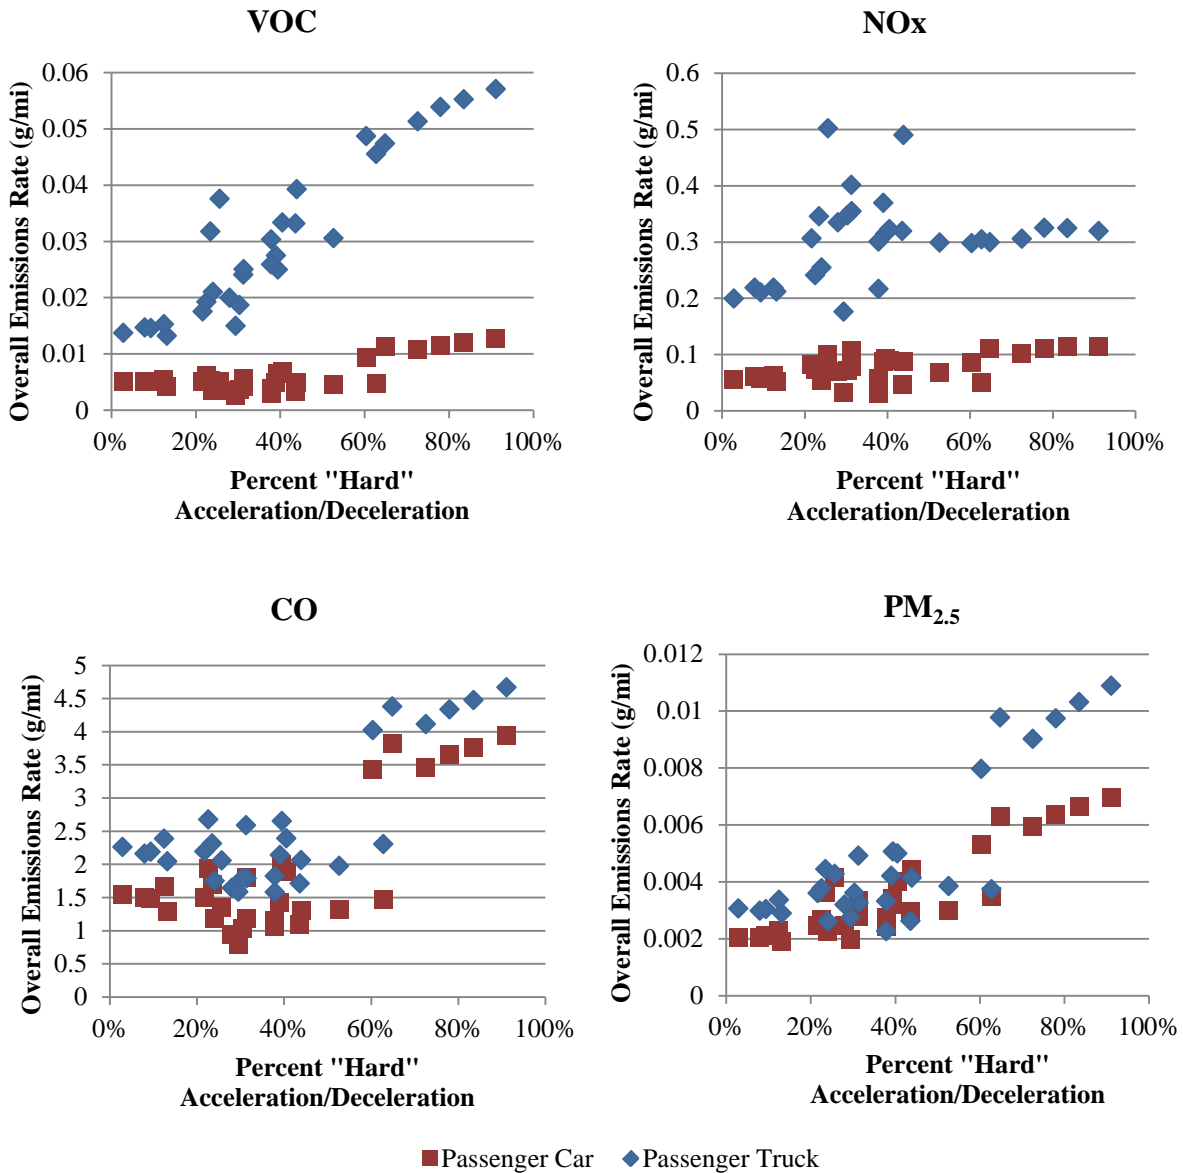 VOC
Overall Emissions Rate (g/mi)
0.06
0.05
0.04
0.03
0.02
0.01
0
0% 20% 40% 60% 80% 100%
Percent "Hard"
Acceleration/Deceleration
NOx
Overall Emissions Rate (g/mi)
0.6
0.5
0.4
0.3
0.2
0.1
0
0% 20% 40% 60% 80% 100%
Percent "Hard"
Accleration/Deceleration
CO
Overall Emissions Rate (g/mi)
5
4.5
4
3.5
3
2.5
2
1.5
1
0.5
0
0% 20% 40% 60% 80% 100%
Percent "Hard"
Acceleration/Deceleration
PM2.5
Overall Emissions Rate (g/mi)
0.012
0.01
0.008
0.006
0.004
0.002
0
0% 20% 40% 60% 80% 100%
Percent "Hard"
Acceleration/Deceleration
Passenger Car Passenger Truck